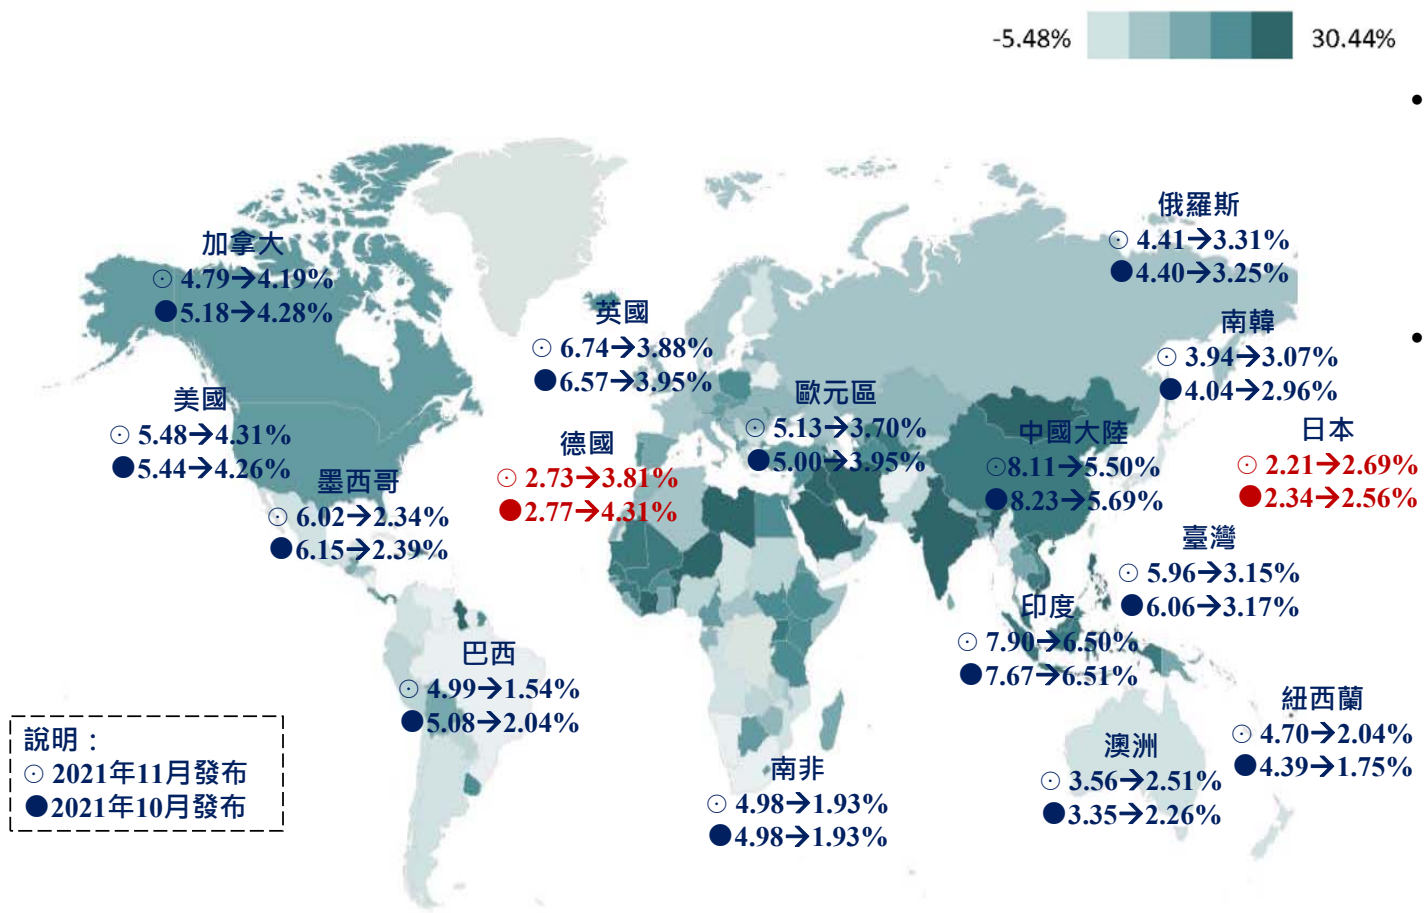 -5.48% 30.44%
•
俄羅斯
⊙ 4.41→3.31%
●4.40→3.25%
加拿大
⊙ 4.79→4.19%
●5.18→4.28%
英國
⊙ 6.74→3.88%
●6.57→3.95%
南韓
⊙ 3.94→3.07%
●4.04→2.96%
•
美國
⊙ 5.48→4.31%
●5.44→4.26%
歐元區
⊙ 5.13→3.70%
●5.00→3.95%
德國
⊙ 2.73→3.81%
●2.77→4.31%
中國大陸
⊙8.11→5.50%
●8.23→5.69%
日本
⊙ 2.21→2.69%
●2.34→2.56%
墨西哥
⊙ 6.02→2.34%
●6.15→2.39%
臺灣
⊙ 5.96→3.15%
●6.06→3.17%
印度
⊙ 7.90→6.50%
●7.67→6.51%
巴西
⊙ 4.99→1.54%
●5.08→2.04%
紐西蘭
⊙ 4.70→2.04%
●4.39→1.75%
澳洲
⊙ 3.56→2.51%
●3.35→2.26%
南非
⊙ 4.98→1.93%
●4.98→1.93%
說明：
⊙ 2021年11月發布
●2021年10月發布